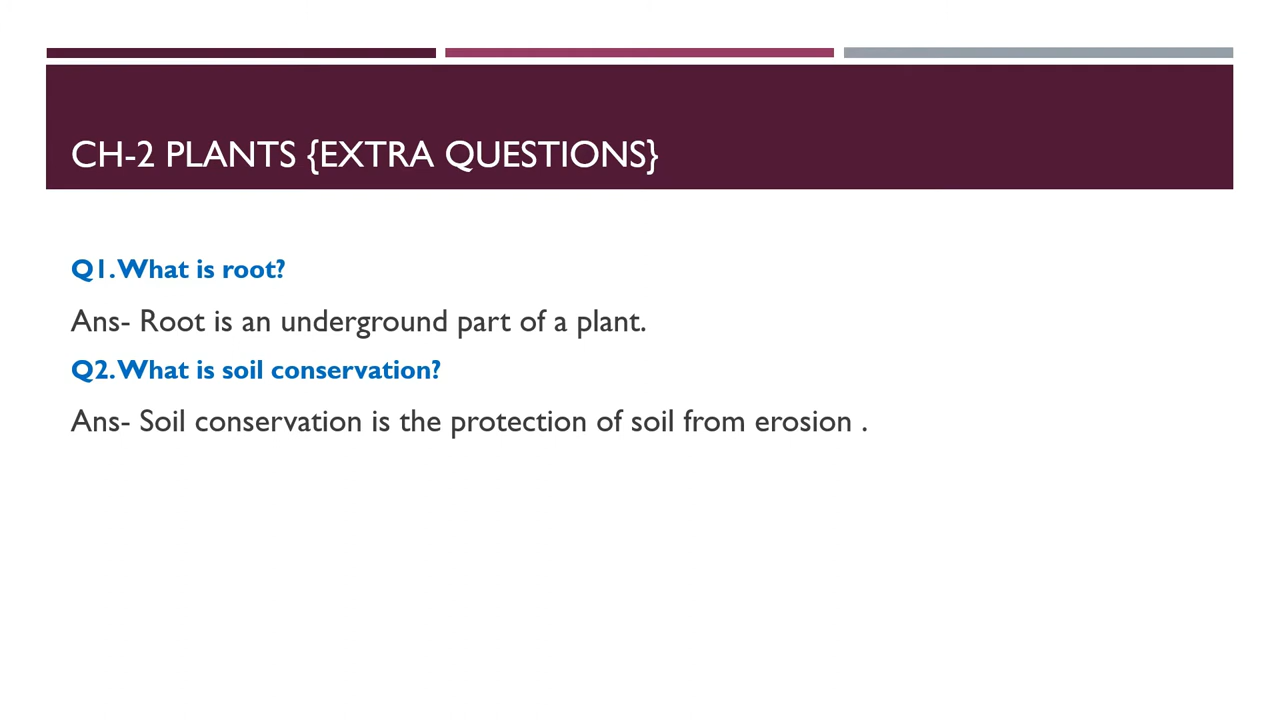 CH-2 PLANTS {EXTRA QUESTIONS}
Q1. What is root?
Ans- Root is an underground part of a plant.
Q2. What is soil conservation?
Ans- Soil conservation is the protection of soil from erosion .